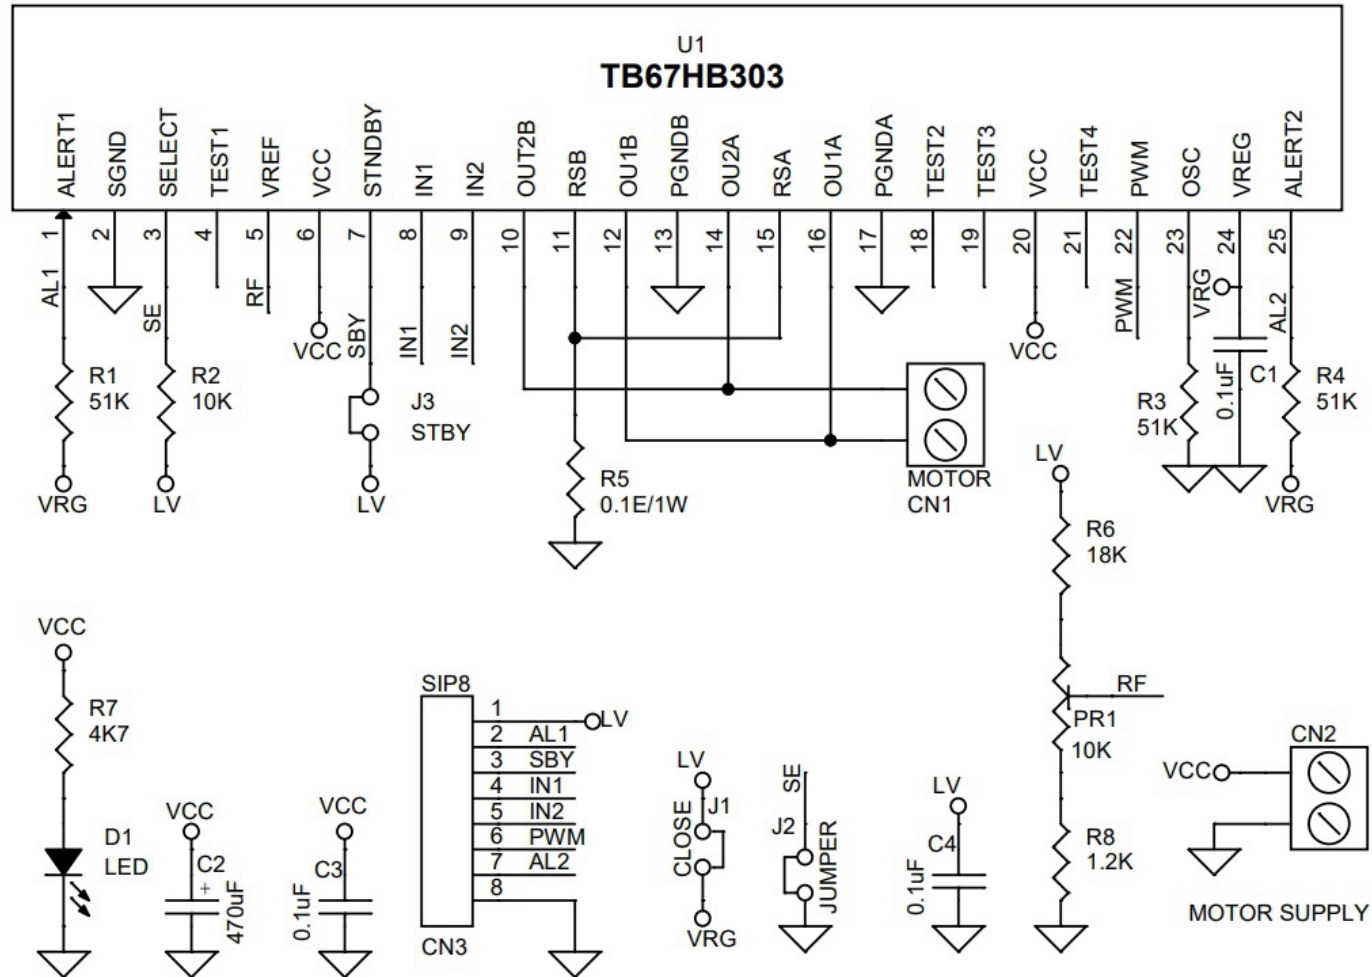 U1
TB67HB303
ALERT1
SGND
SELECT
TEST1
VREF
VCC
STNDBY
IN1
IN2
OUT2B
RSB
OU1B
PGNDB
OU2A
RSA
OU1A
PGNDA
TEST2
TEST3
VCC
TEST4
PWM
OSC
VREG
ALERT2
1
2
3
4
5
6
7
8
9
10
11
12
13
14
15
16
17
18
19
20
21
22
23
24
25
AL1
SE
RF
VCC
SBY
IN1
IN2
VCC
PWM
VRG
AL2
R1
51K
VRG
R2
10K
LV
J3
STBY
LV
R5
0.1E/1W
MOTOR
CN1
R3
51K
0.1uF
C1
R4
51K
VRG
LV
R6
18K
RF
PR1
10K
R8
1.2K
VCC
R7
4K7
D1
LED
VCC
C2
+
470uF
VCC
C3
0.1uF
SIP8
1
LV
2 AL1
3 SBY
4 IN1
5 IN2
6 PWM
7 AL2
8
CN3
LV
J1
CLOSE
VRG
SE
J2
JUMPER
LV
C4
0.1uF
CN2
VCC
MOTOR SUPPLY